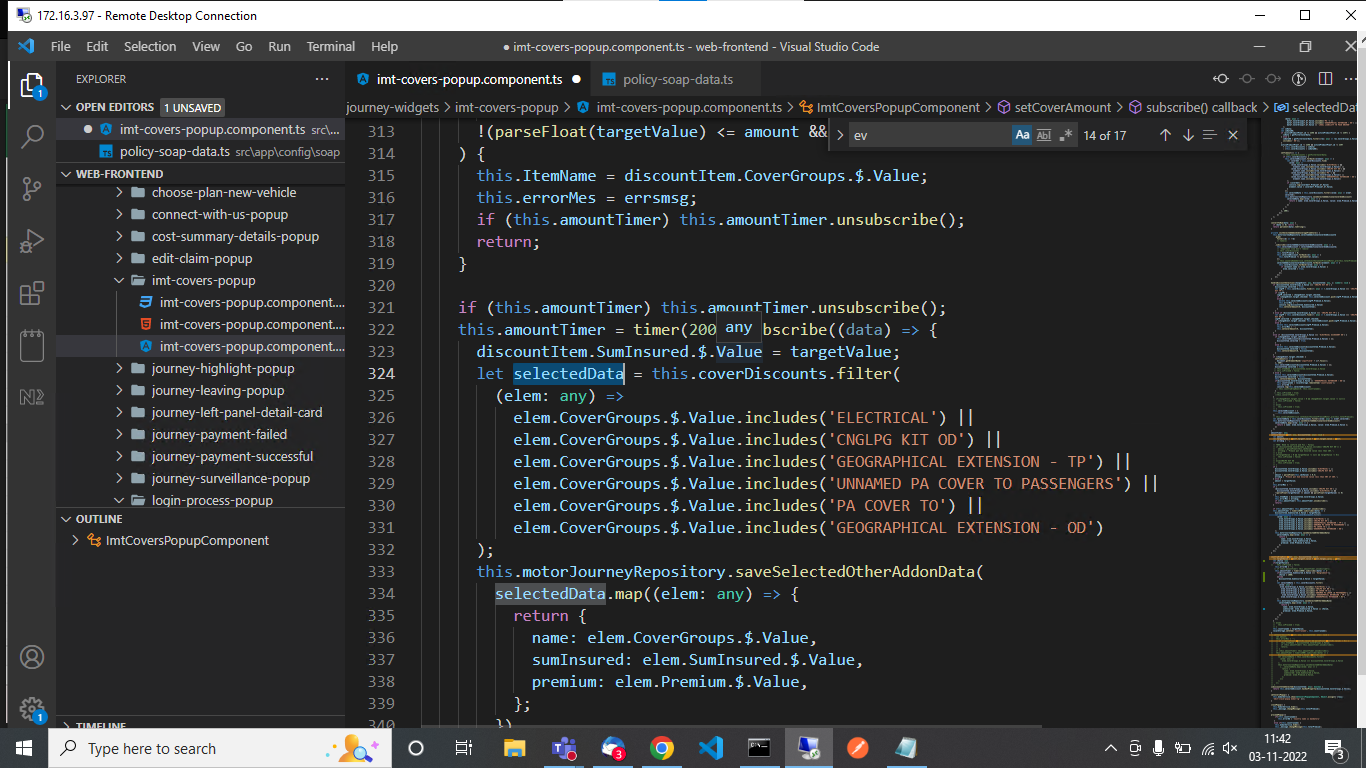 172.16.3.97 - Remote Desktop Connection
File Edit Selection View Go Run Terminal Help
● imt-covers-popup.component.ts - web-frontend - Visual Studio Code
EXPLORER
OPEN EDITORS 1 UNSAVED
imt-covers-popup.component.ts src\...
policy-soap-data.ts src\app\config\soap
WEB-FRONTEND
choose-plan-new-vehicle
connect-with-us-popup
cost-summary-details-popup
edit-claim-popup
imt-covers-popup
imt-covers-popup.component....
imt-covers-popup.component....
imt-covers-popup.component....
journey-highlight-popup
journey-leaving-popup
journey-left-panel-detail-card
journey-payment-failed
journey-payment-successful
journey-surveillance-popup
login-process-popup
OUTLINE
ImtCoversPopupComponent
TIMELINE
1
1
imt-covers-popup.component.ts
policy-soap-data.ts
journey-widgets > imt-covers-popup > imt-covers-popup.component.ts > ImtCoversPopupComponent > setCoverAmount > subscribe() callback > selectedDat
ev Aa ab 14 of 17
313 !(parseFloat(targetValue) <= amount &&
314 ) {
315 this.ItemName = discountItem.CoverGroups.$.Value;
316 this.errorMes = errsmsg;
317 if (this.amountTimer) this.amountTimer.unsubscribe();
318 return;
319 }
320
321 if (this.amountTimer) this.amountTimer.unsubscribe();
322 this.amountTimer = timer(200 bscribe((data) => {
any
323 discountItem.SumInsured.$.Value = targetValue;
324 let selectedData = this.coverDiscounts.filter(
325 (elem: any) =>
326 elem.CoverGroups.$.Value.includes('ELECTRICAL') ||
327 elem.CoverGroups.$.Value.includes('CNGLPG KIT OD') ||
328 elem.CoverGroups.$.Value.includes('GEOGRAPHICAL EXTENSION - TP') ||
329 elem.CoverGroups.$.Value.includes('UNNAMED PA COVER TO PASSENGERS') ||
330 elem.CoverGroups.$.Value.includes('PA COVER TO') ||
331 elem.CoverGroups.$.Value.includes('GEOGRAPHICAL EXTENSION - OD')
332 );
333 this.motorJourneyRepository.saveSelectedOtherAddonData(
334 selectedData.map((elem: any) => {
335 return {
336 name: elem.CoverGroups.$.Value,
337 sumInsured: elem.SumInsured.$.Value,
338 premium: elem.Premium.$.Value,
339 };
340 })
Type here to search
3
11:42
03-11-2022
3